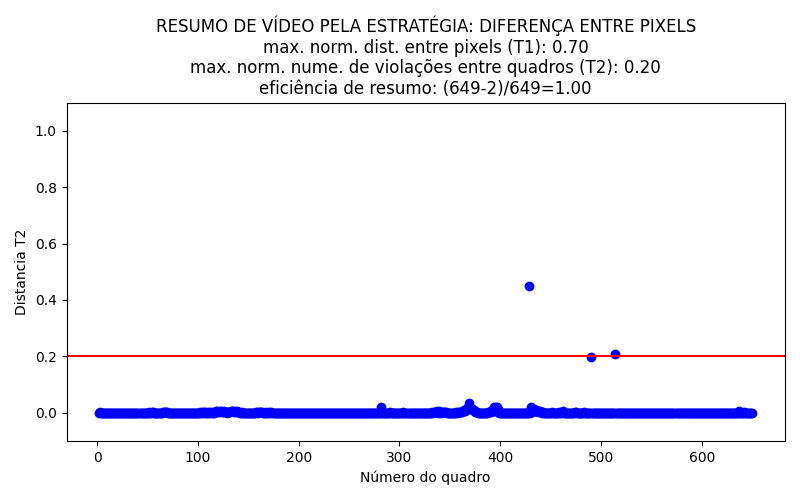 RESUMO DE VÍDEO PELA ESTRATÉGIA: DIFERENÇA ENTRE PIXELS
max. norm. dist. entre pixels (T1): 0.70
max. norm. nume. de violações entre quadros (T2): 0.20
eficiência de resumo: (649-2)/649=1.00
1.0
0.8
0.6
0.4
0.2
0.0
Distancia T2
0 100 200 300 400 500 600
Número do quadro